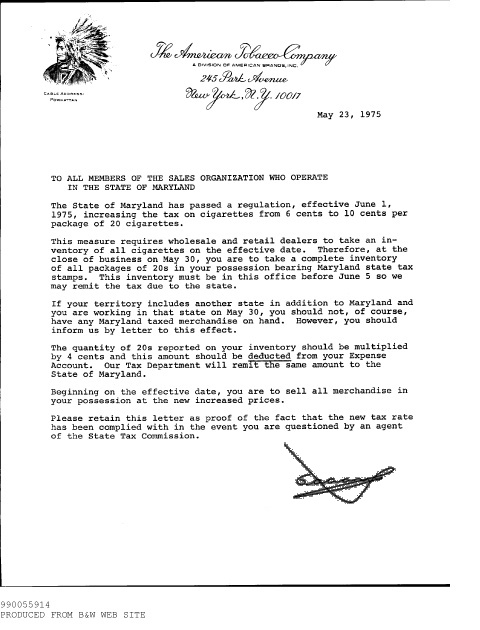 The American Tobacco Company
A DIVISION OF AMERICAN BRANDS, INC.
245 Park Avenue
New York, N.Y. 10017
CABLE ADDRESS:
POWHATTAN
May 23, 1975
TO ALL MEMBERS OF THE SALES ORGANIZATION WHO OPERATE
IN THE STATE OF MARYLAND
The State of Maryland has passed a regulation, effective June 1,
1975, increasing the tax on cigarettes from 6 cents to 10 cents per
package of 20 cigarettes.
This measure requires wholesale and retail dealers to take an in-
ventory of all cigarettes on the effective date. Therefore, at the
close of business on May 30, you are to take a complete inventory
of all packages of 20s in your possession bearing Maryland state tax
stamps. This inventory must be in this office before June 5 so we
may remit the tax due to the state.
If your territory includes another state in addition to Maryland and
you are working in that state on May 30, you should not, of course,
have any Maryland taxed merchandise on hand. However, you should
inform us by letter to this effect.
The quantity of 20s reported on your inventory should be multiplied
by 4 cents and this amount should be deducted from your Expense
Account. Our Tax Department will remit the same amount to the
State of Maryland.
Beginning on the effective date, you are to sell all merchandise in
your possession at the new increased prices.
Please retain this letter as proof of the fact that the new tax rate
has been complied with in the event you are questioned by an agent
of the State Tax Commission.
990055914
PRODUCED FROM B&W WEB SITE